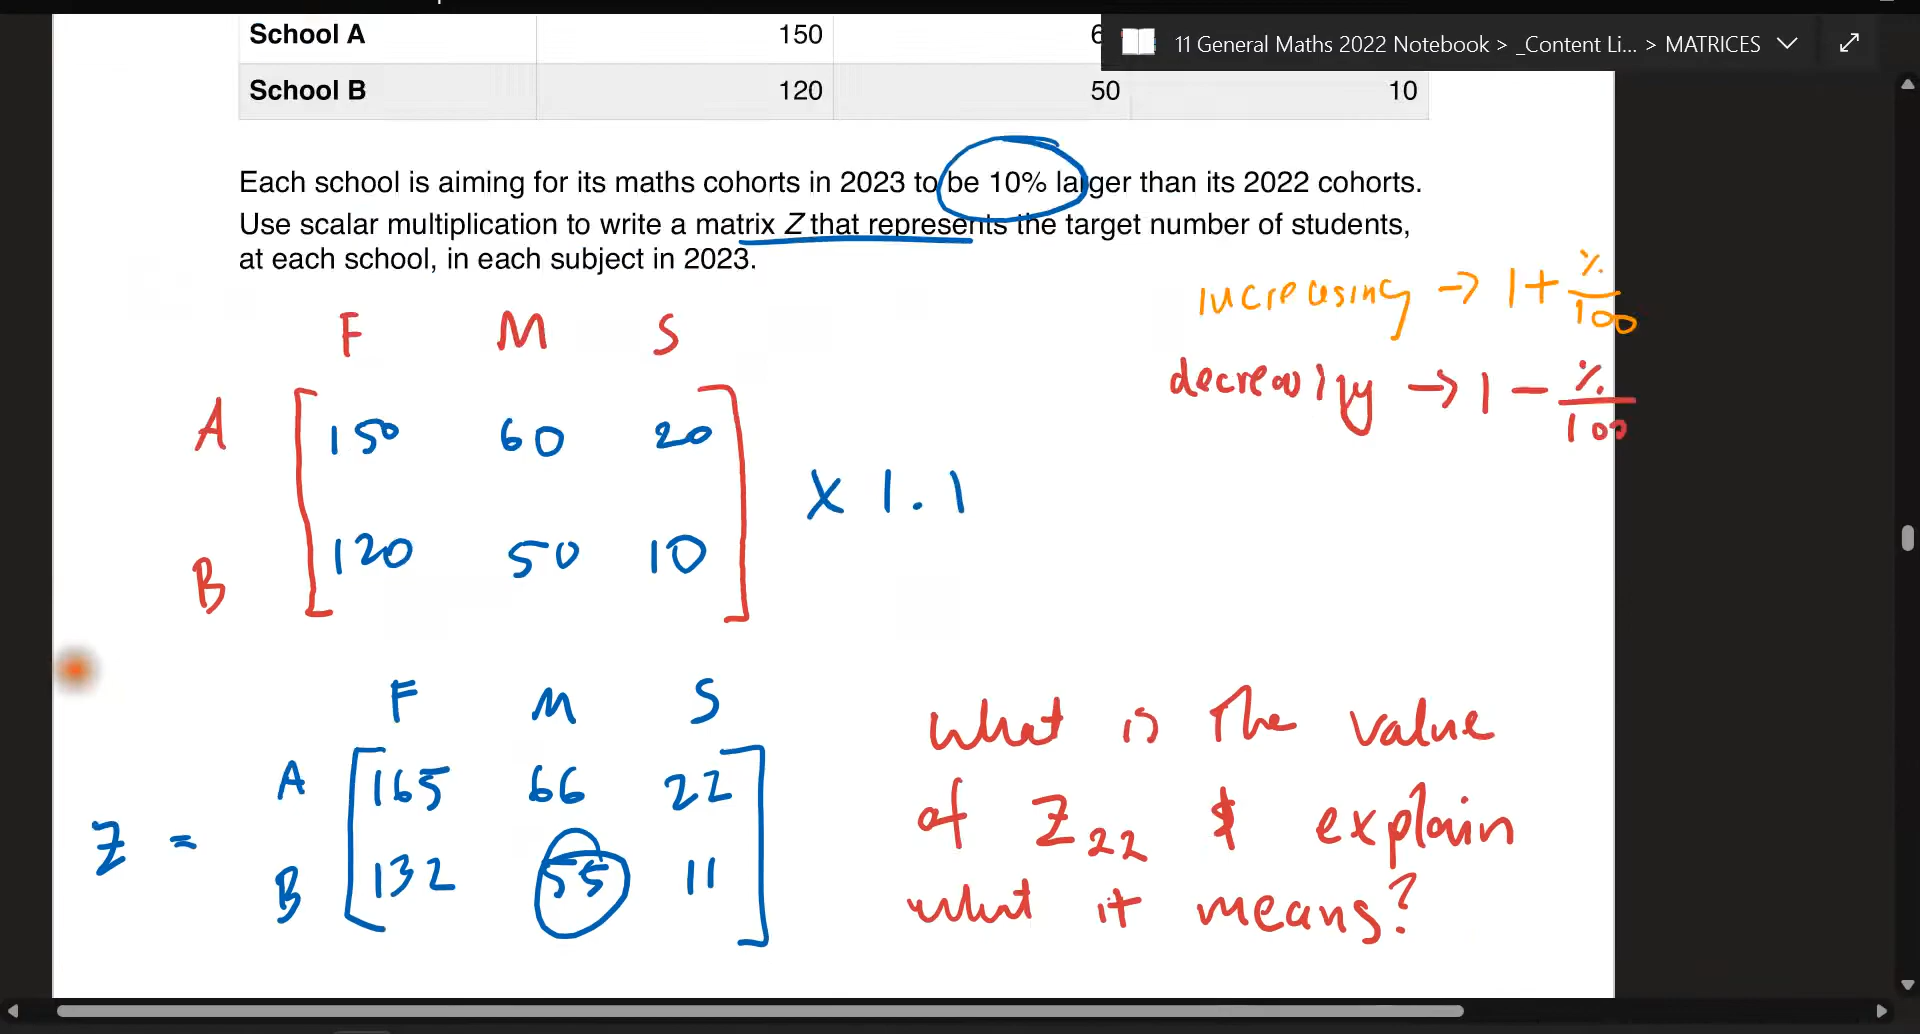 11 General Maths 2022 Notebook > _Content Li... > MATRICES
School A 150 6
School B 120 50 10
Each school is aiming for its maths cohorts in 2023 to be 10% larger than its 2022 cohorts.
Use scalar multiplication to write a matrix Z that represents the target number of students,
at each school, in each subject in 2023.
increasing → 1 + %/100
decreasing → 1 - %/100
F M S
A 150 60 20
x 1.1
B 120 50 10
F M S
A 165 66 22
Z =
B 132 55 11
What is the value
of Z22 & explain
what it means?